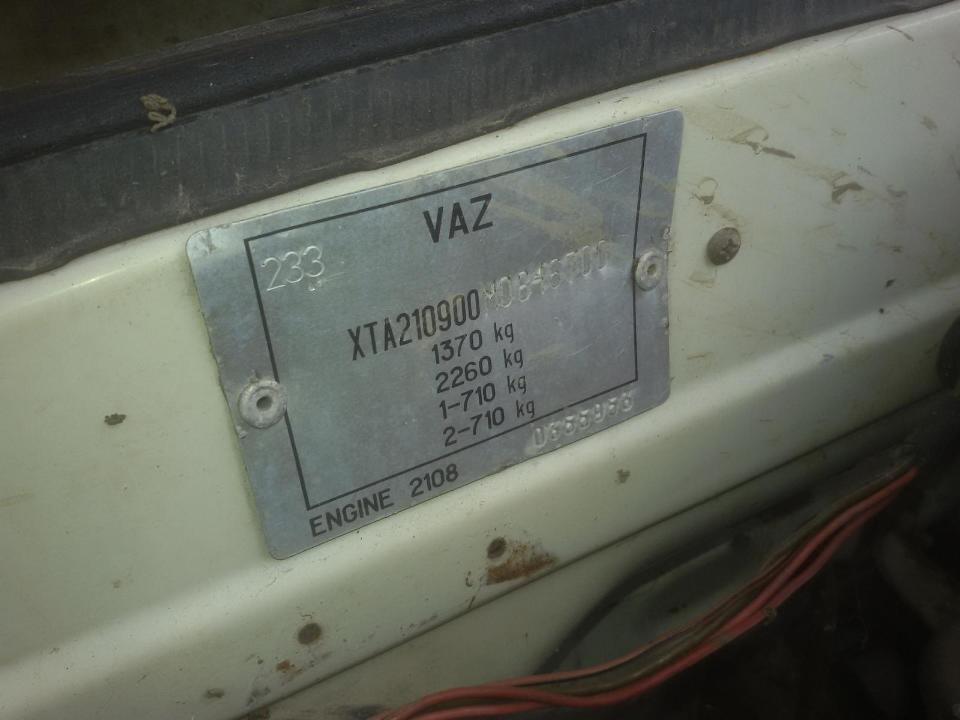 VAZ
233
XTA210900
1370 kg
2260 kg
1-710 kg
2-710 kg
ENGINE 2108